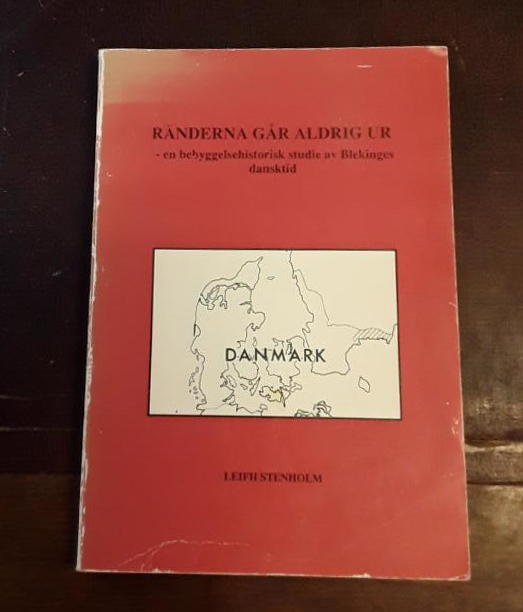 RÄNDERNA GÅR ALDRIG UR
- en bebyggelsehistorisk studie av Blekinges
dansktid
DANMARK
LEIFH STENHOLM